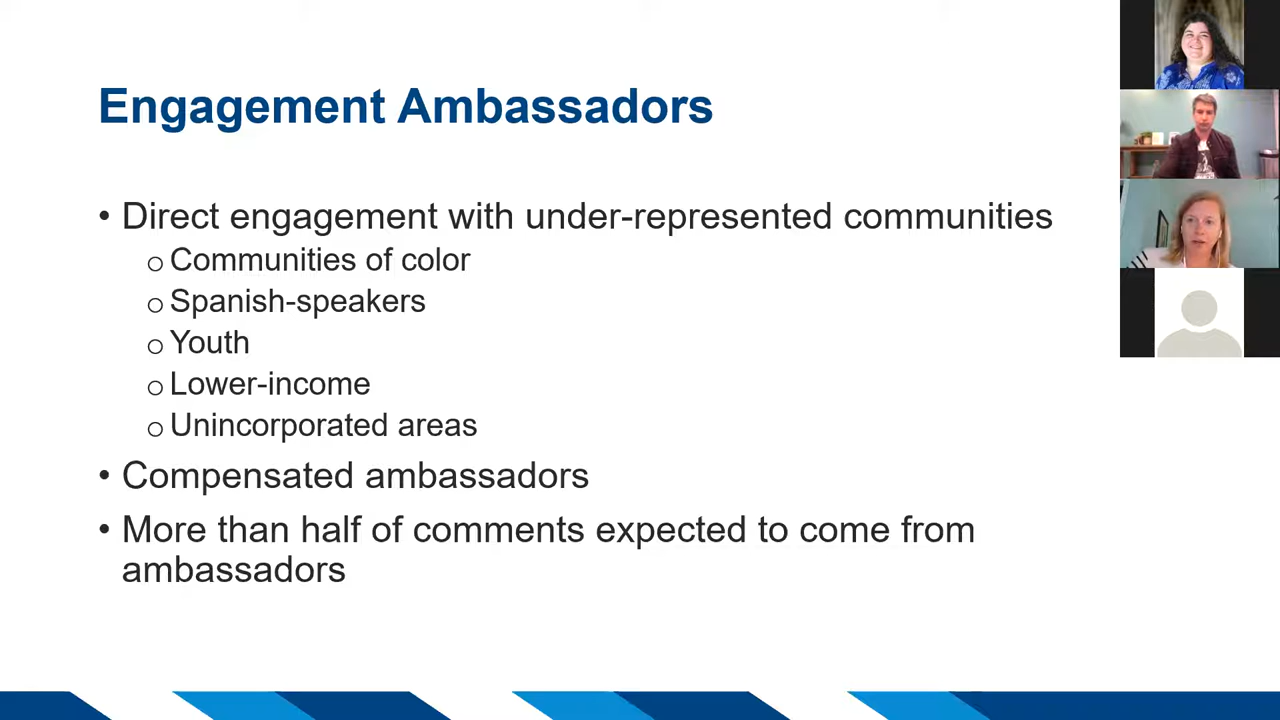 Engagement Ambassadors
• Direct engagement with under-represented communities
o Communities of color
o Spanish-speakers
o Youth
o Lower-income
o Unincorporated areas
• Compensated ambassadors
• More than half of comments expected to come from
ambassadors